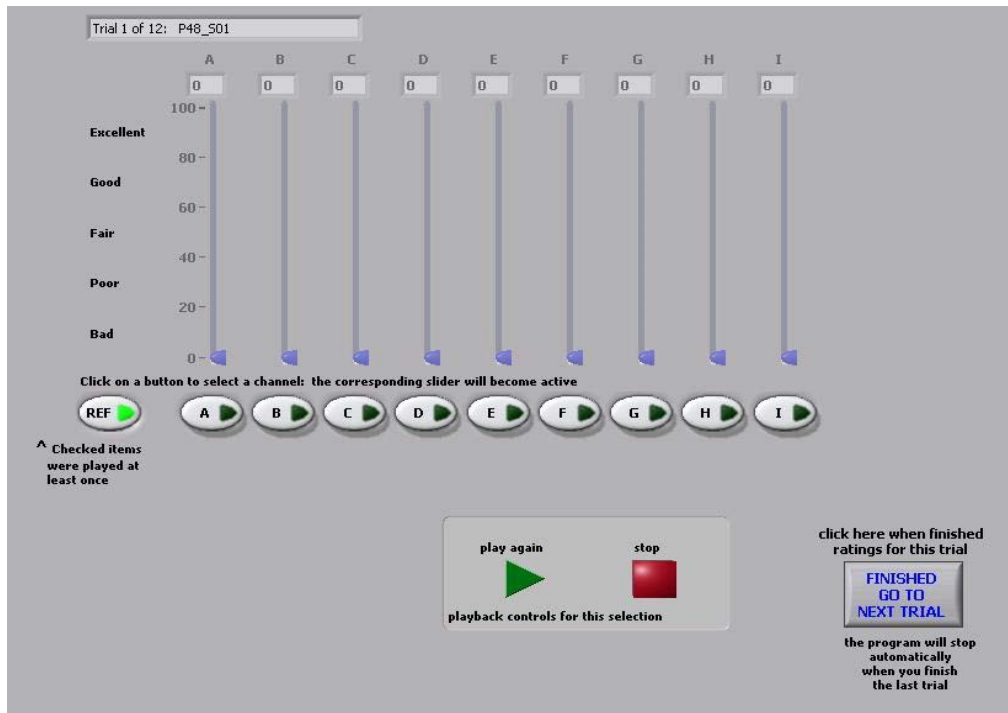 Trial 1 of 12: P48_S01
A B C D E F G H I
0 0 0 0 0 0 0 0 0
100
Excellent
80
Good
60
Fair
40
Poor
20
Bad
0
Click on a button to select a channel: the corresponding slider will become active
REF A B C D E F G H I
^ Checked items
were played at
least once
play again stop
playback controls for this selection
click here when finished
ratings for this trial
FINISHED
GO TO
NEXT TRIAL
the program will stop
automatically
when you finish
the last trial